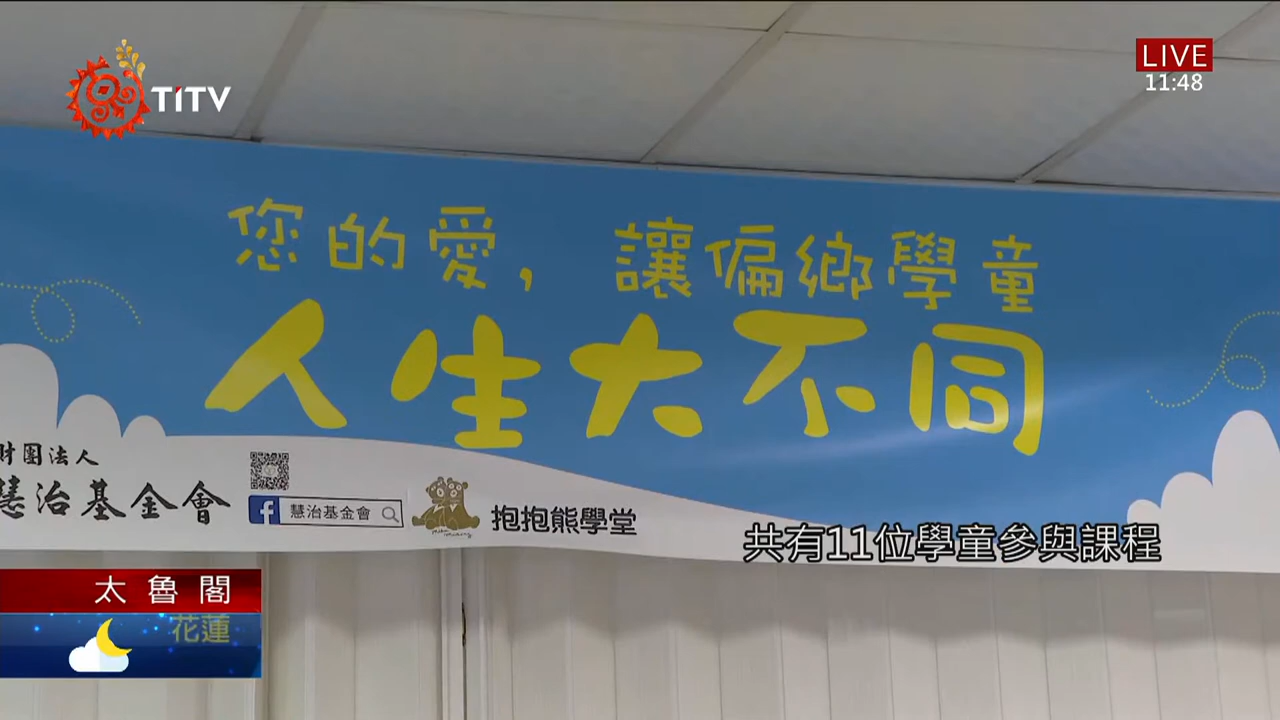 TITV
LIVE
11:48
您的愛，讓偏鄉學童
人生大不同
財團法人
慧治基金會
f 慧治基金會
抱抱熊學堂
共有11位學童參與課程
太魯閣
花蓮